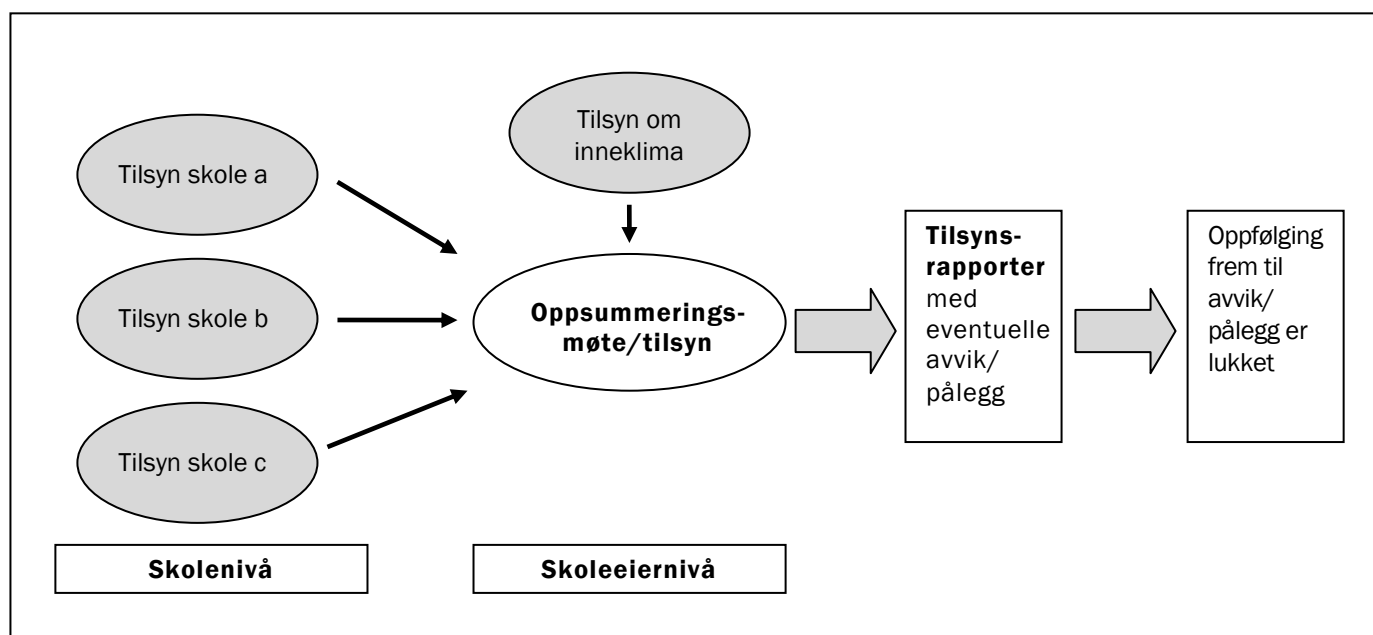 Tilsyn skole a
Tilsyn skole b
Tilsyn skole c
Skolenivå
Tilsyn om
inneklima
Oppsummerings-
møte/tilsyn
Skoleeiernivå
Tilsyns-
rapporter
med
eventuelle
avvik/
pålegg
Oppfølging
frem til
avvik/
pålegg er
lukket